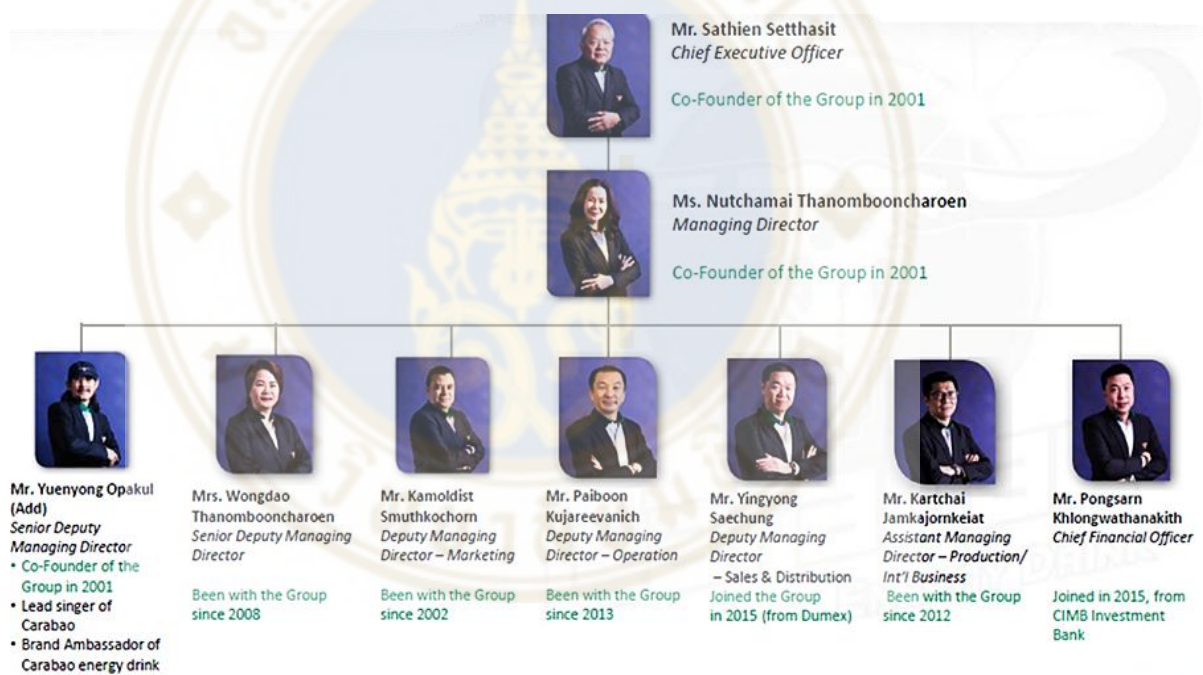 Mr. Sathien Setthasit
Chief Executive Officer
Co-Founder of the Group in 2001
Ms. Nutchamai Thanombooncharoen
Managing Director
Co-Founder of the Group in 2001
Mr. Yuenyong Opakul
(Add)
Senior Deputy
Managing Director
• Co-Founder of the
Group in 2001
• Lead singer of
Carabao
• Brand Ambassador of
Carabao energy drink
Mrs. Wongdao
Thanombooncharoen
Senior Deputy Managing
Director
Been with the Group
since 2008
Mr. Kamoldist
Smuthkochorn
Deputy Managing
Director – Marketing
Been with the Group
since 2002
Mr. Paiboon
Kujareevanich
Deputy Managing
Director – Operation
Been with the Group
since 2013
Mr. Yingyong
Saechung
Deputy Managing
Director
– Sales & Distribution
Joined the Group
in 2015 (from Dumex)
Mr. Kartchai
Jamkajornkeiat
Assistant Managing
Director – Production/
Int'l Business
Been with the Group
since 2012
Mr. Pongsarn
Khlongwathanakith
Chief Financial Officer
Joined in 2015, from
CIMB Investment
Bank